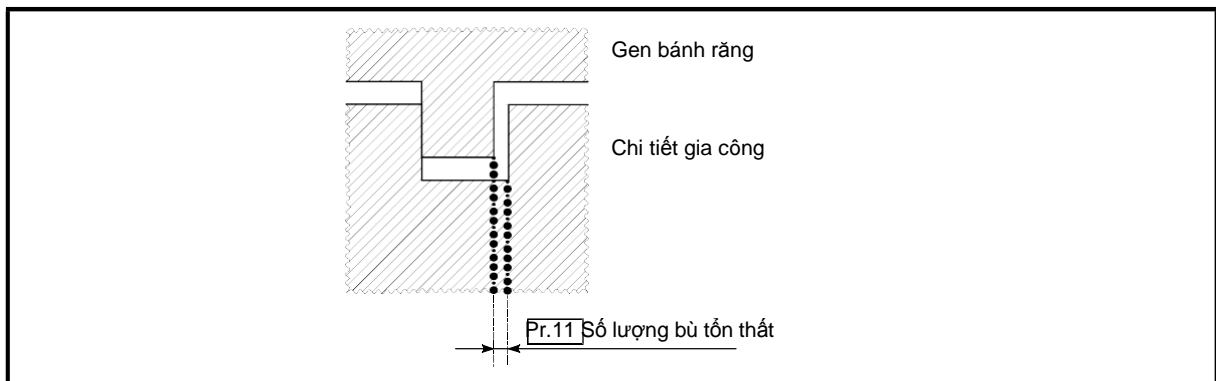 Gen bánh răng
Chi tiết gia công
Pr.11 Số lượng bù tổn thất